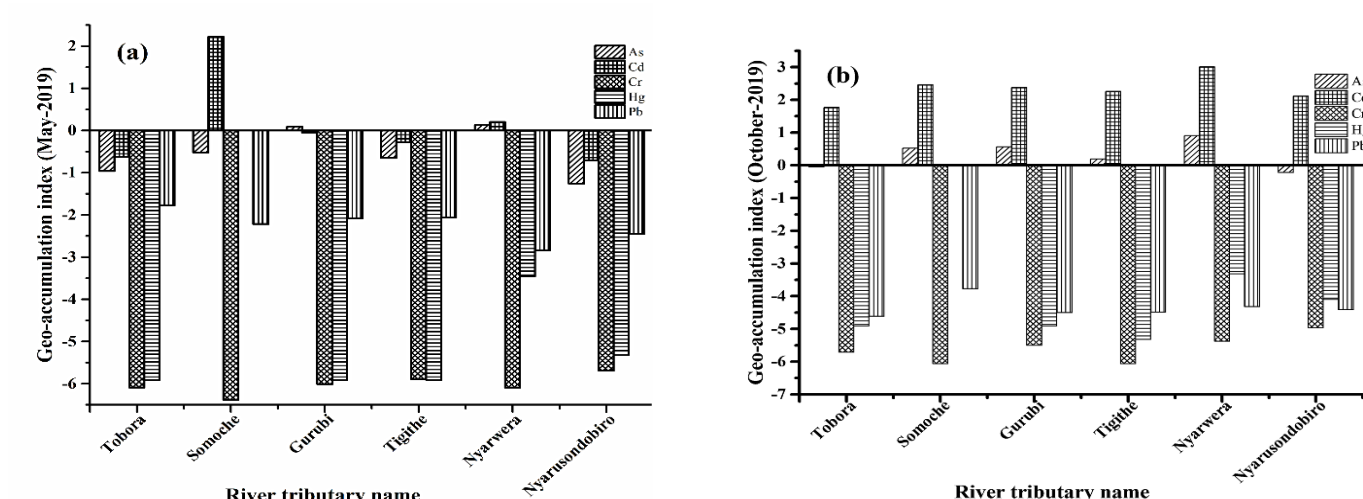 (a)
Geo-accumulation index (May-2019)
2
1
0
-1
-2
-3
-4
-5
-6
As
Cd
Cr
Hg
Pb
Tobora
Somoche
Gurubi
Tigithe
Nyarwera
Nyarusondobiro
River tributary name
(b)
Geo-accumulation index (October-2019)
4
3
2
1
0
-1
-2
-3
-4
-5
-6
-7
Pb
Tobora
Somoche
Gurubi
Tigithe
Nyarwera
Nyarusondobiro
River tributary name